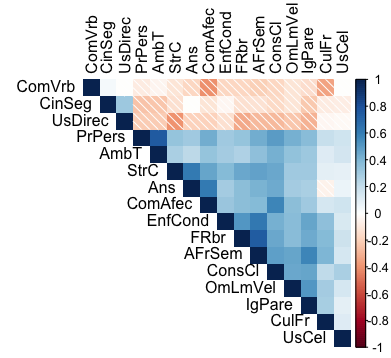 ComVrb
CinSeg
UsDirec
PrPers
AmbT
StrC
Ans
ComAfec
EnfCond
FRbr
AFrSem
ConsCl
OmLmVel
IgPare
CulFr
UsCel
ComVrb
CinSeg
UsDirec
PrPers
AmbT
StrC
Ans
ComAfec
EnfCond
FRbr
AFrSem
ConsCl
OmLmVel
IgPare
CulFr
UsCel
1
0.8
0.6
0.4
0.2
0
-0.2
-0.4
-0.6
-0.8
-1